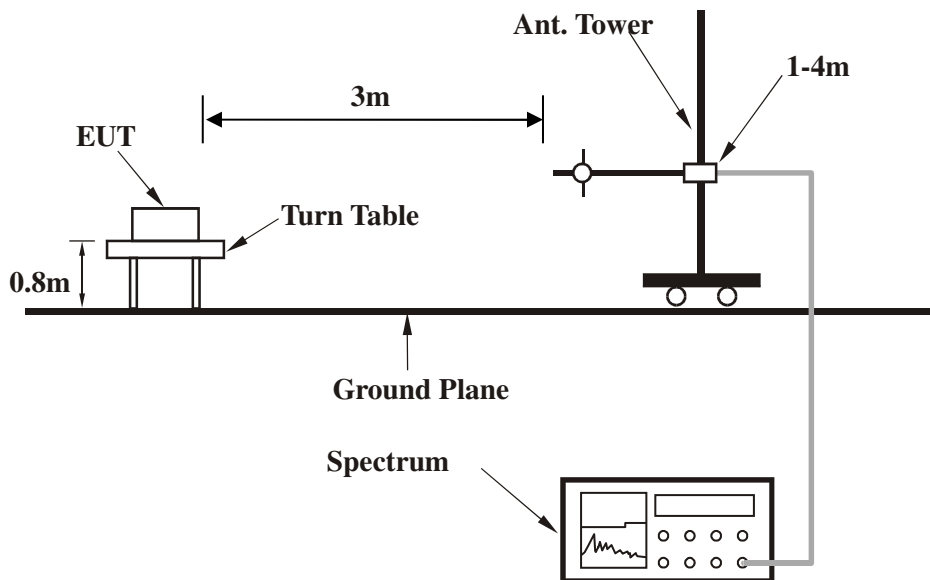 Ant. Tower
1-4m
3m
EUT
Turn Table
0.8m
Ground Plane
Spectrum